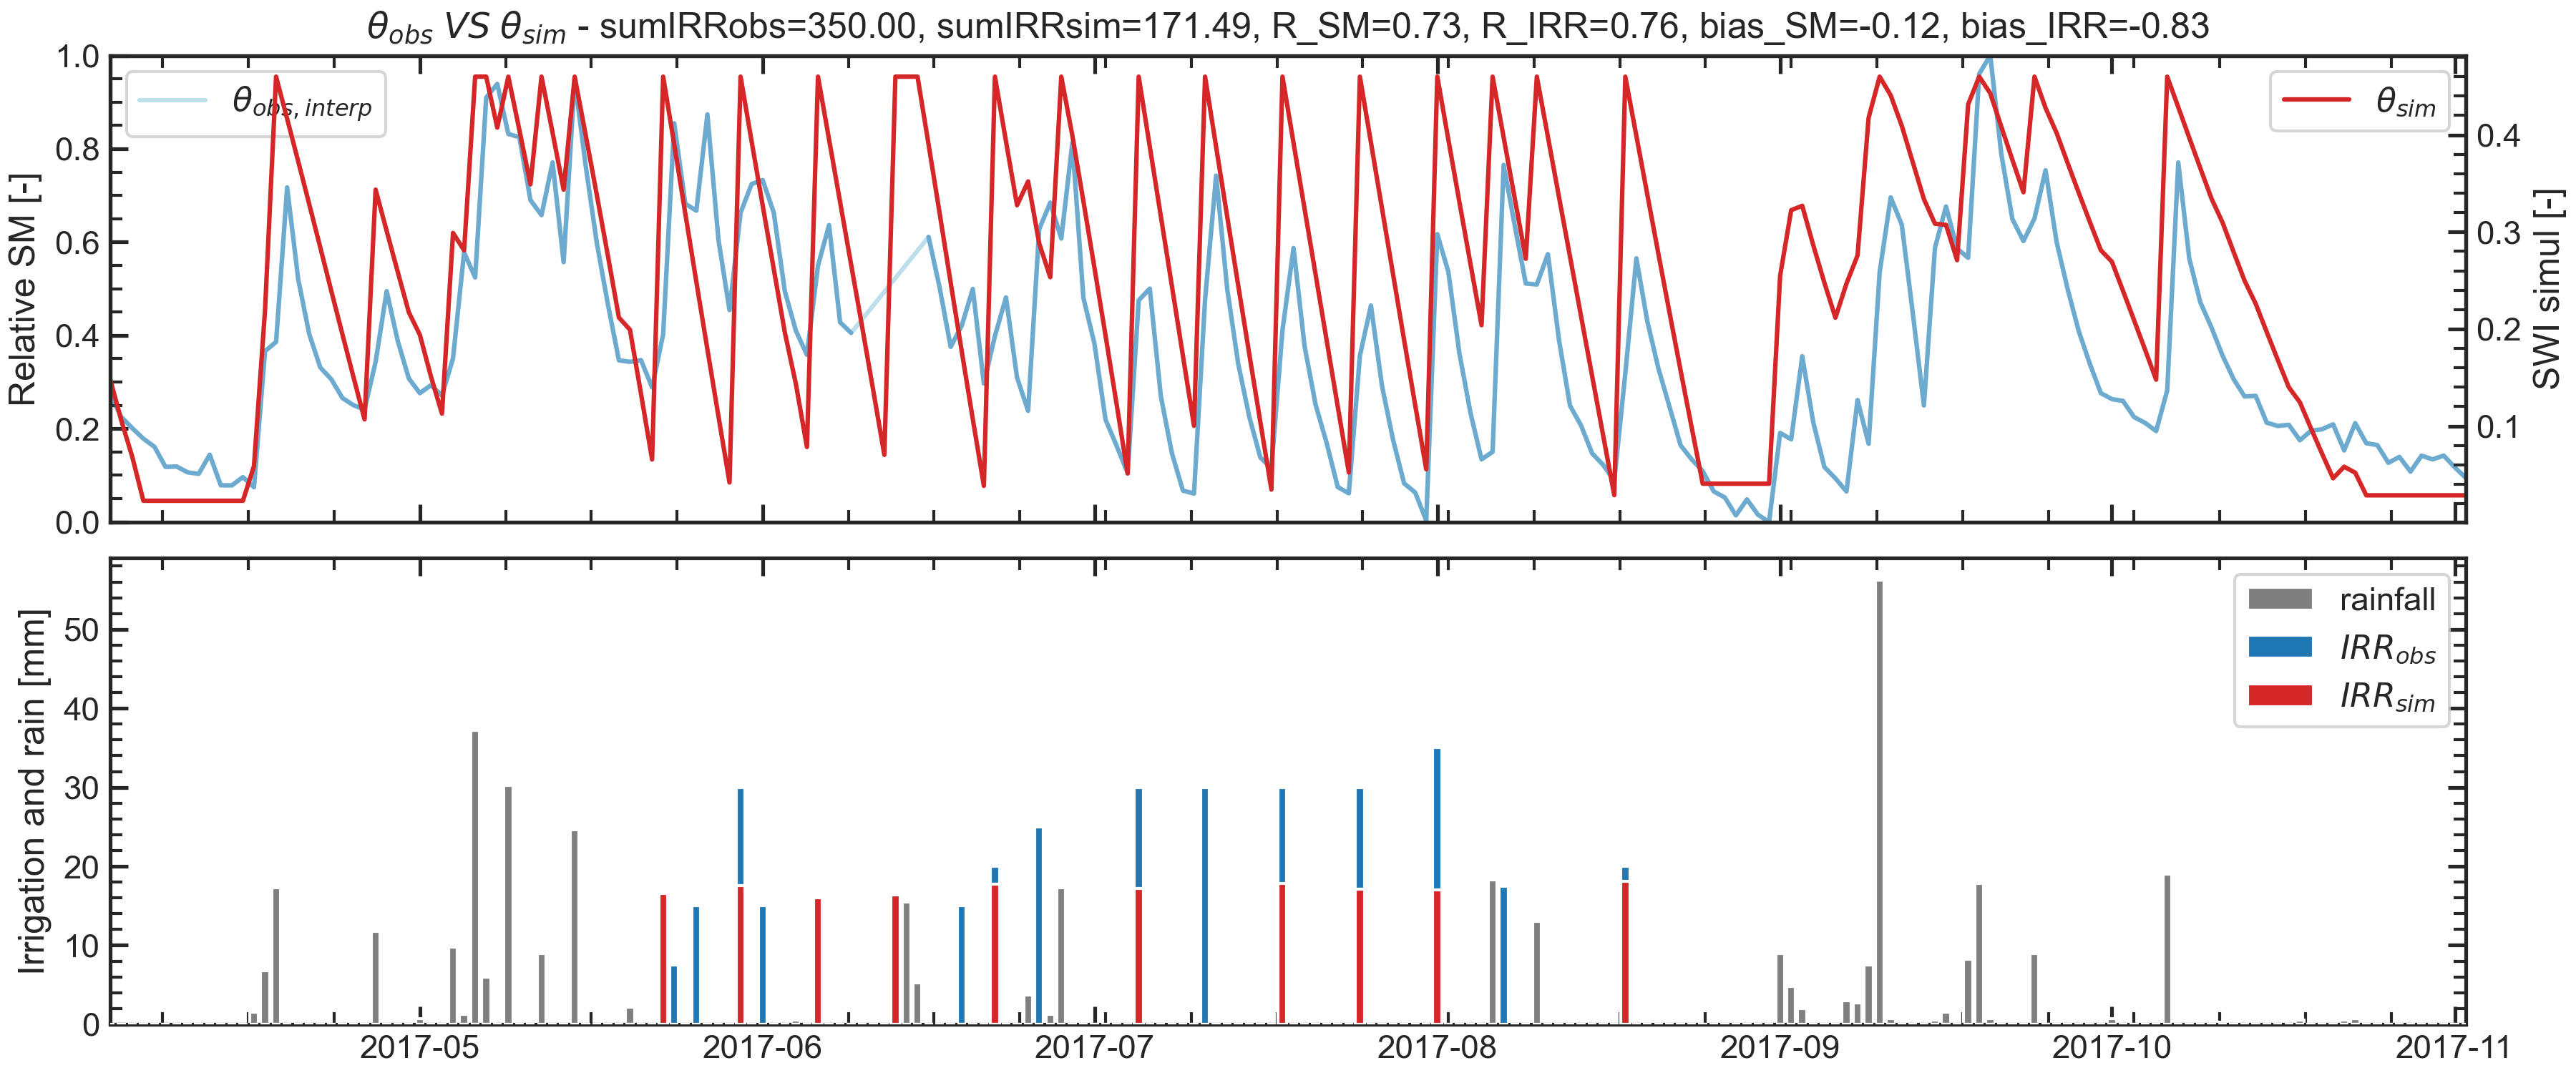 θobs VS θsim - sumIRRobs=350.00, sumIRRsim=171.49, R_SM=0.73, R_IRR=0.76, bias_SM=-0.12, bias_IRR=-0.83
Relative SM [-]
1.0
0.8
0.6
0.4
0.2
0.0
θobs, interp
θsim
0.4
0.3
0.2
0.1
SWI simul [-]
Irrigation and rain [mm]
50
40
30
20
10
0
rainfall
IRRobs
IRRsim
2017-05 2017-06 2017-07 2017-08 2017-09 2017-10 2017-11